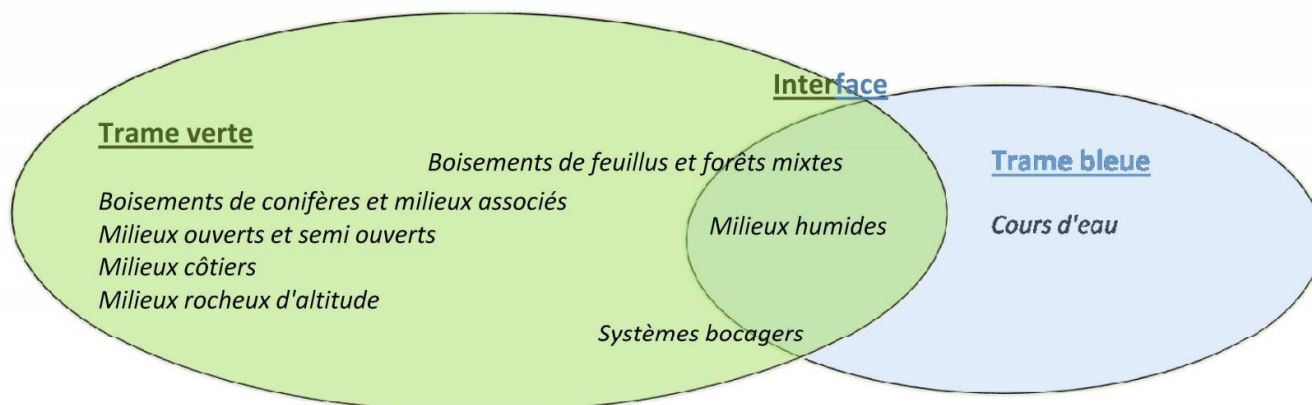 Interface
Trame verte
Boisements de feuillus et forêts mixtes
Trame bleue
Boisements de conifères et milieux associés
Milieux ouverts et semi ouverts
Milieux humides
Cours d'eau
Milieux côtiers
Milieux rocheux d'altitude
Systèmes bocagers